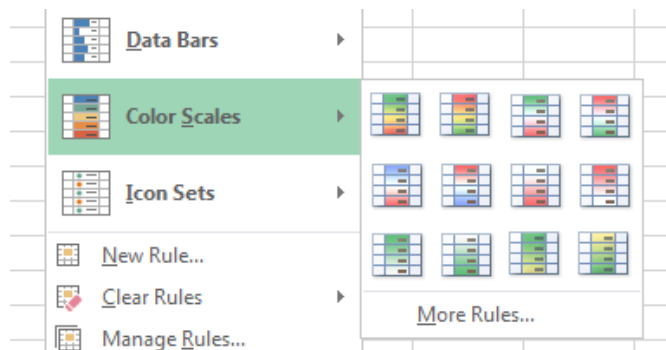 Data Bars
Color Scales
Icon Sets
New Rule...
Clear Rules
Manage Rules...
More Rules...